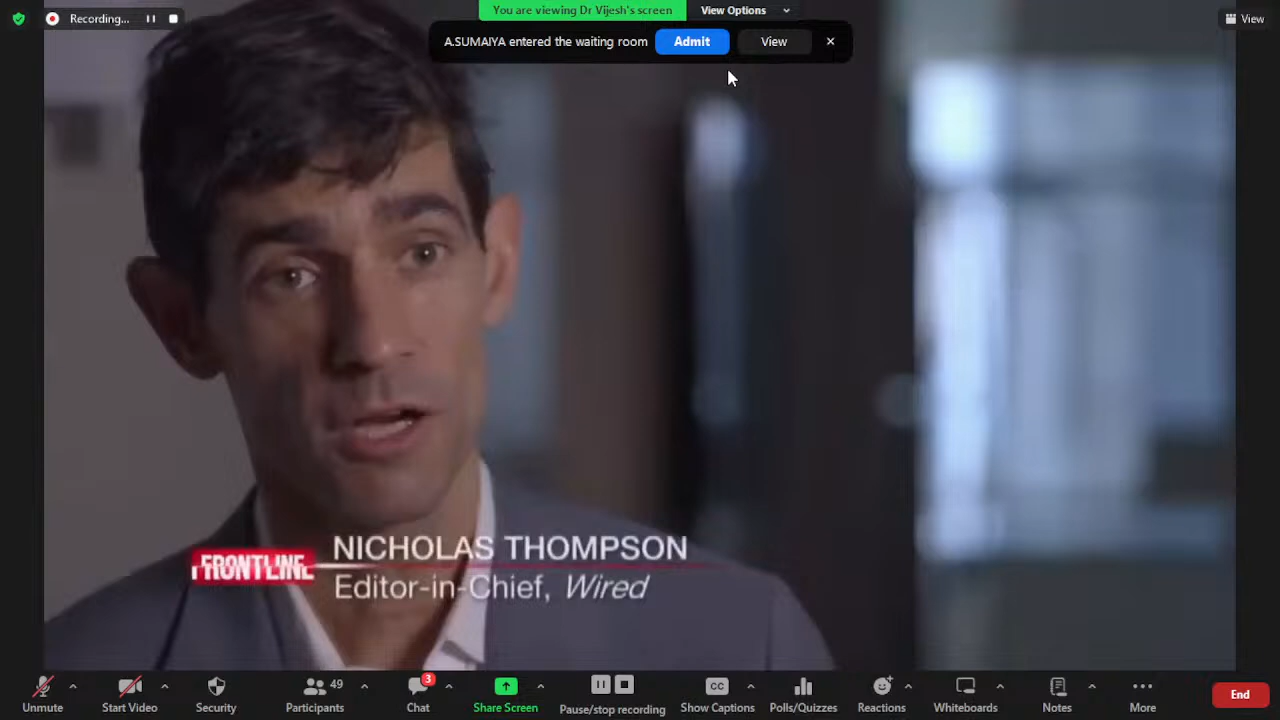 Recording...
You are viewing Dr Vijesh's screen
View Options
View
A.SUMAIYA entered the waiting room
Admit
View
FRONTLINE
NICHOLAS THOMPSON
Editor-in-Chief, Wired
Unmute
Start Video
Security
Participants
49
Chat
3
Share Screen
Pause/stop recording
CC
Show Captions
Polls/Quizzes
Reactions
Whiteboards
Notes
More
End